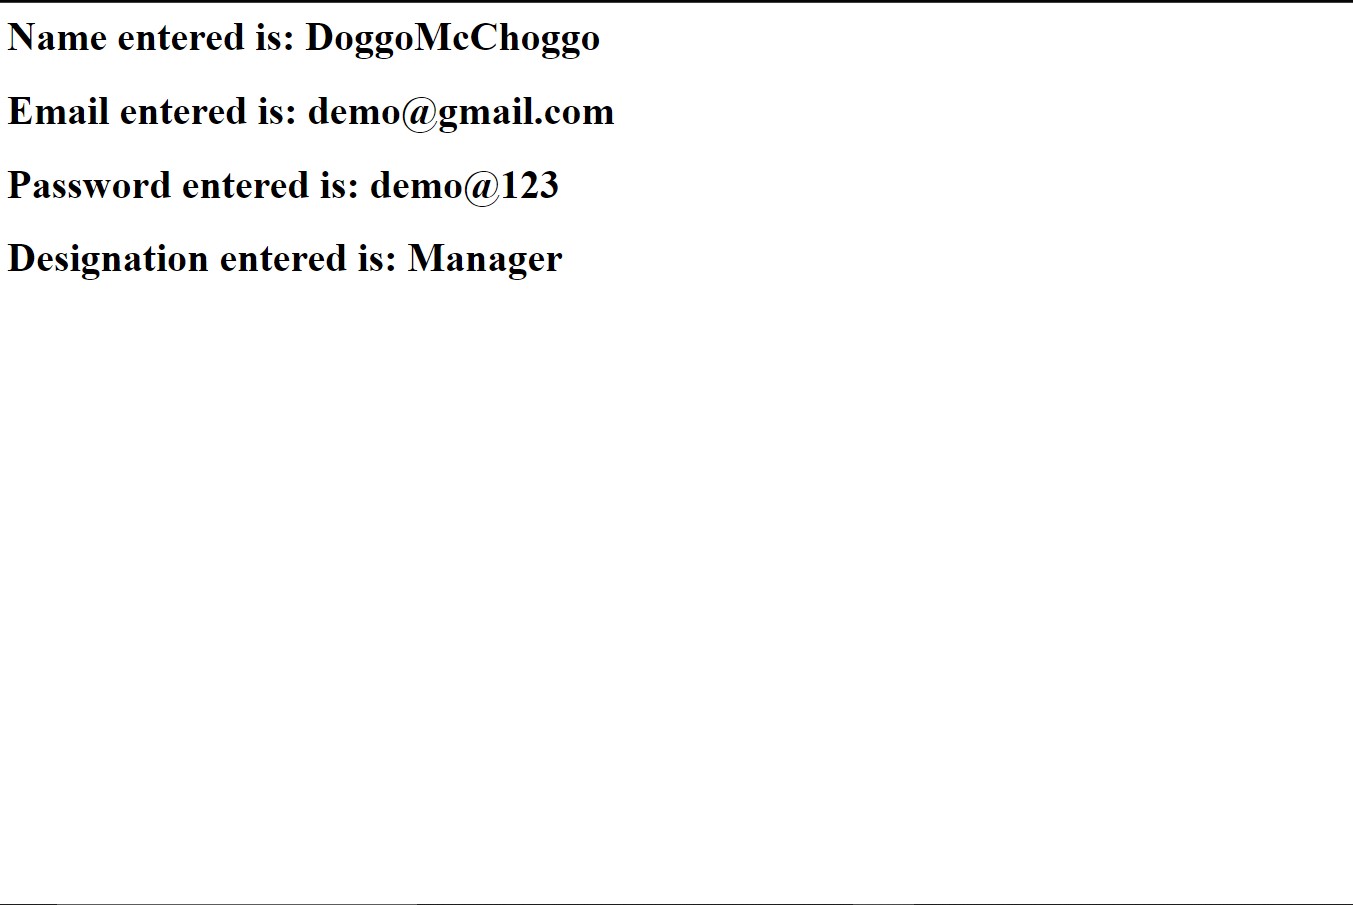 Name entered is: DoggoMcChoggo
Email entered is: demo@gmail.com
Password entered is: demo@123
Designation entered is: Manager